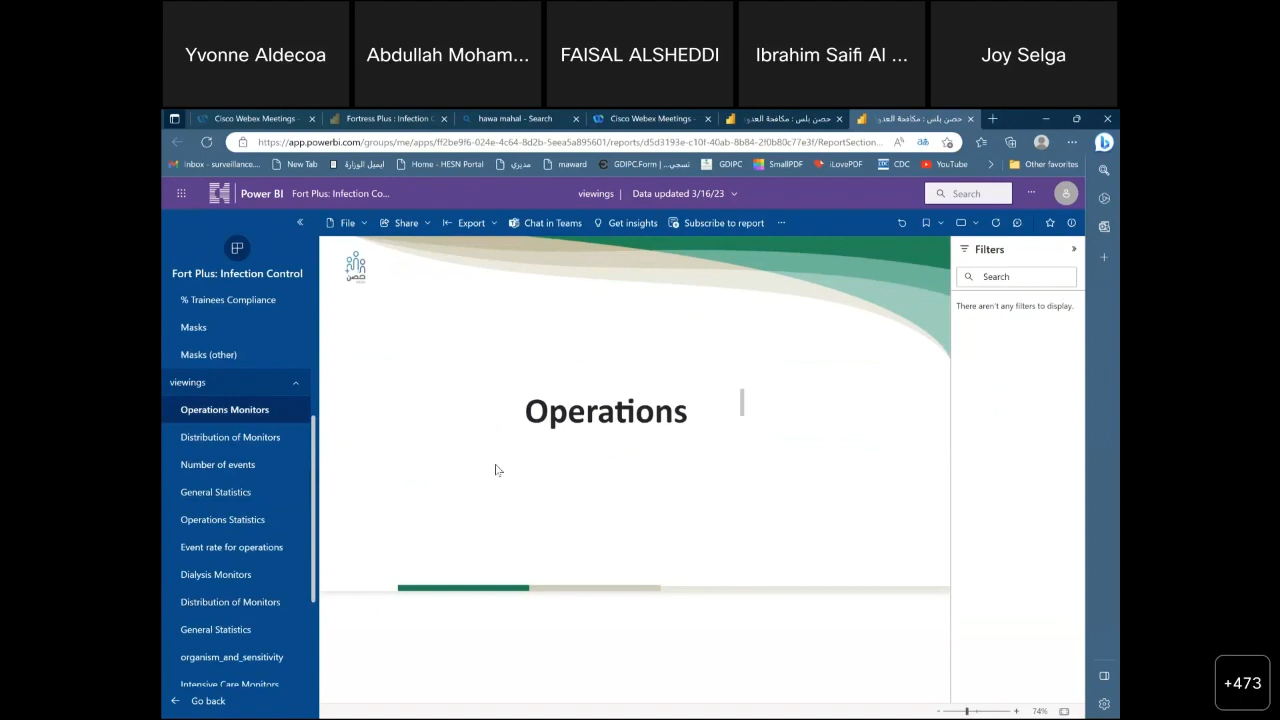 Yvonne Aldecoa
Abdullah Moham...
FAISAL ALSHEDDI
Ibrahim Saifi Al ...
Joy Selga
Cisco Webex Meetings -
Fortress Plus : Infection C
hawa mahal - Search
Cisco Webex Meetings -
حصن بلس : مكافحة العدو
حصن بلس : مكافحة العدو
https://app.powerbi.com/groups/me/apps/ff2be9f6-024e-4c64-8d2b-5eea5a895601/reports/d5d3193e-c10f-40ab-8b84-2f0b80c77e3f/ReportSection...
Inbox - surveillance....
New Tab
ايميل الوزارة
Home - HESN Portal
مديري
maward
GDIPC.Form | ...تسجي
GDIPC
SmallPDF
iLovePDF
CDC
YouTube
Other favorites
Power BI
Fort Plus: Infection Co...
viewings
Data updated 3/16/23
Search
File
Share
Export
Chat in Teams
Get insights
Subscribe to report
Fort Plus: Infection Control
% Trainees Compliance
Masks
Masks (other)
viewings
Operations Monitors
Distribution of Monitors
Number of events
General Statistics
Operations Statistics
Event rate for operations
Dialysis Monitors
Distribution of Monitors
General Statistics
organism_and_sensitivity
Intensive Care Monitors
Go back
حصن
Operations
Filters
Search
There aren't any filters to display.
74%
+473